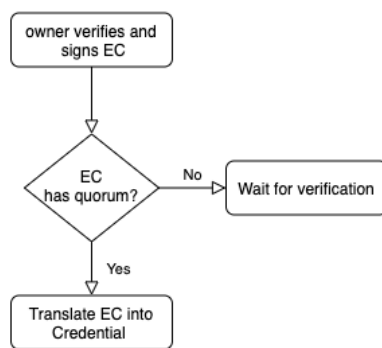 owner verifies and
signs EC
EC
has quorum?
No
Wait for verification
Yes
Translate EC into
Credential